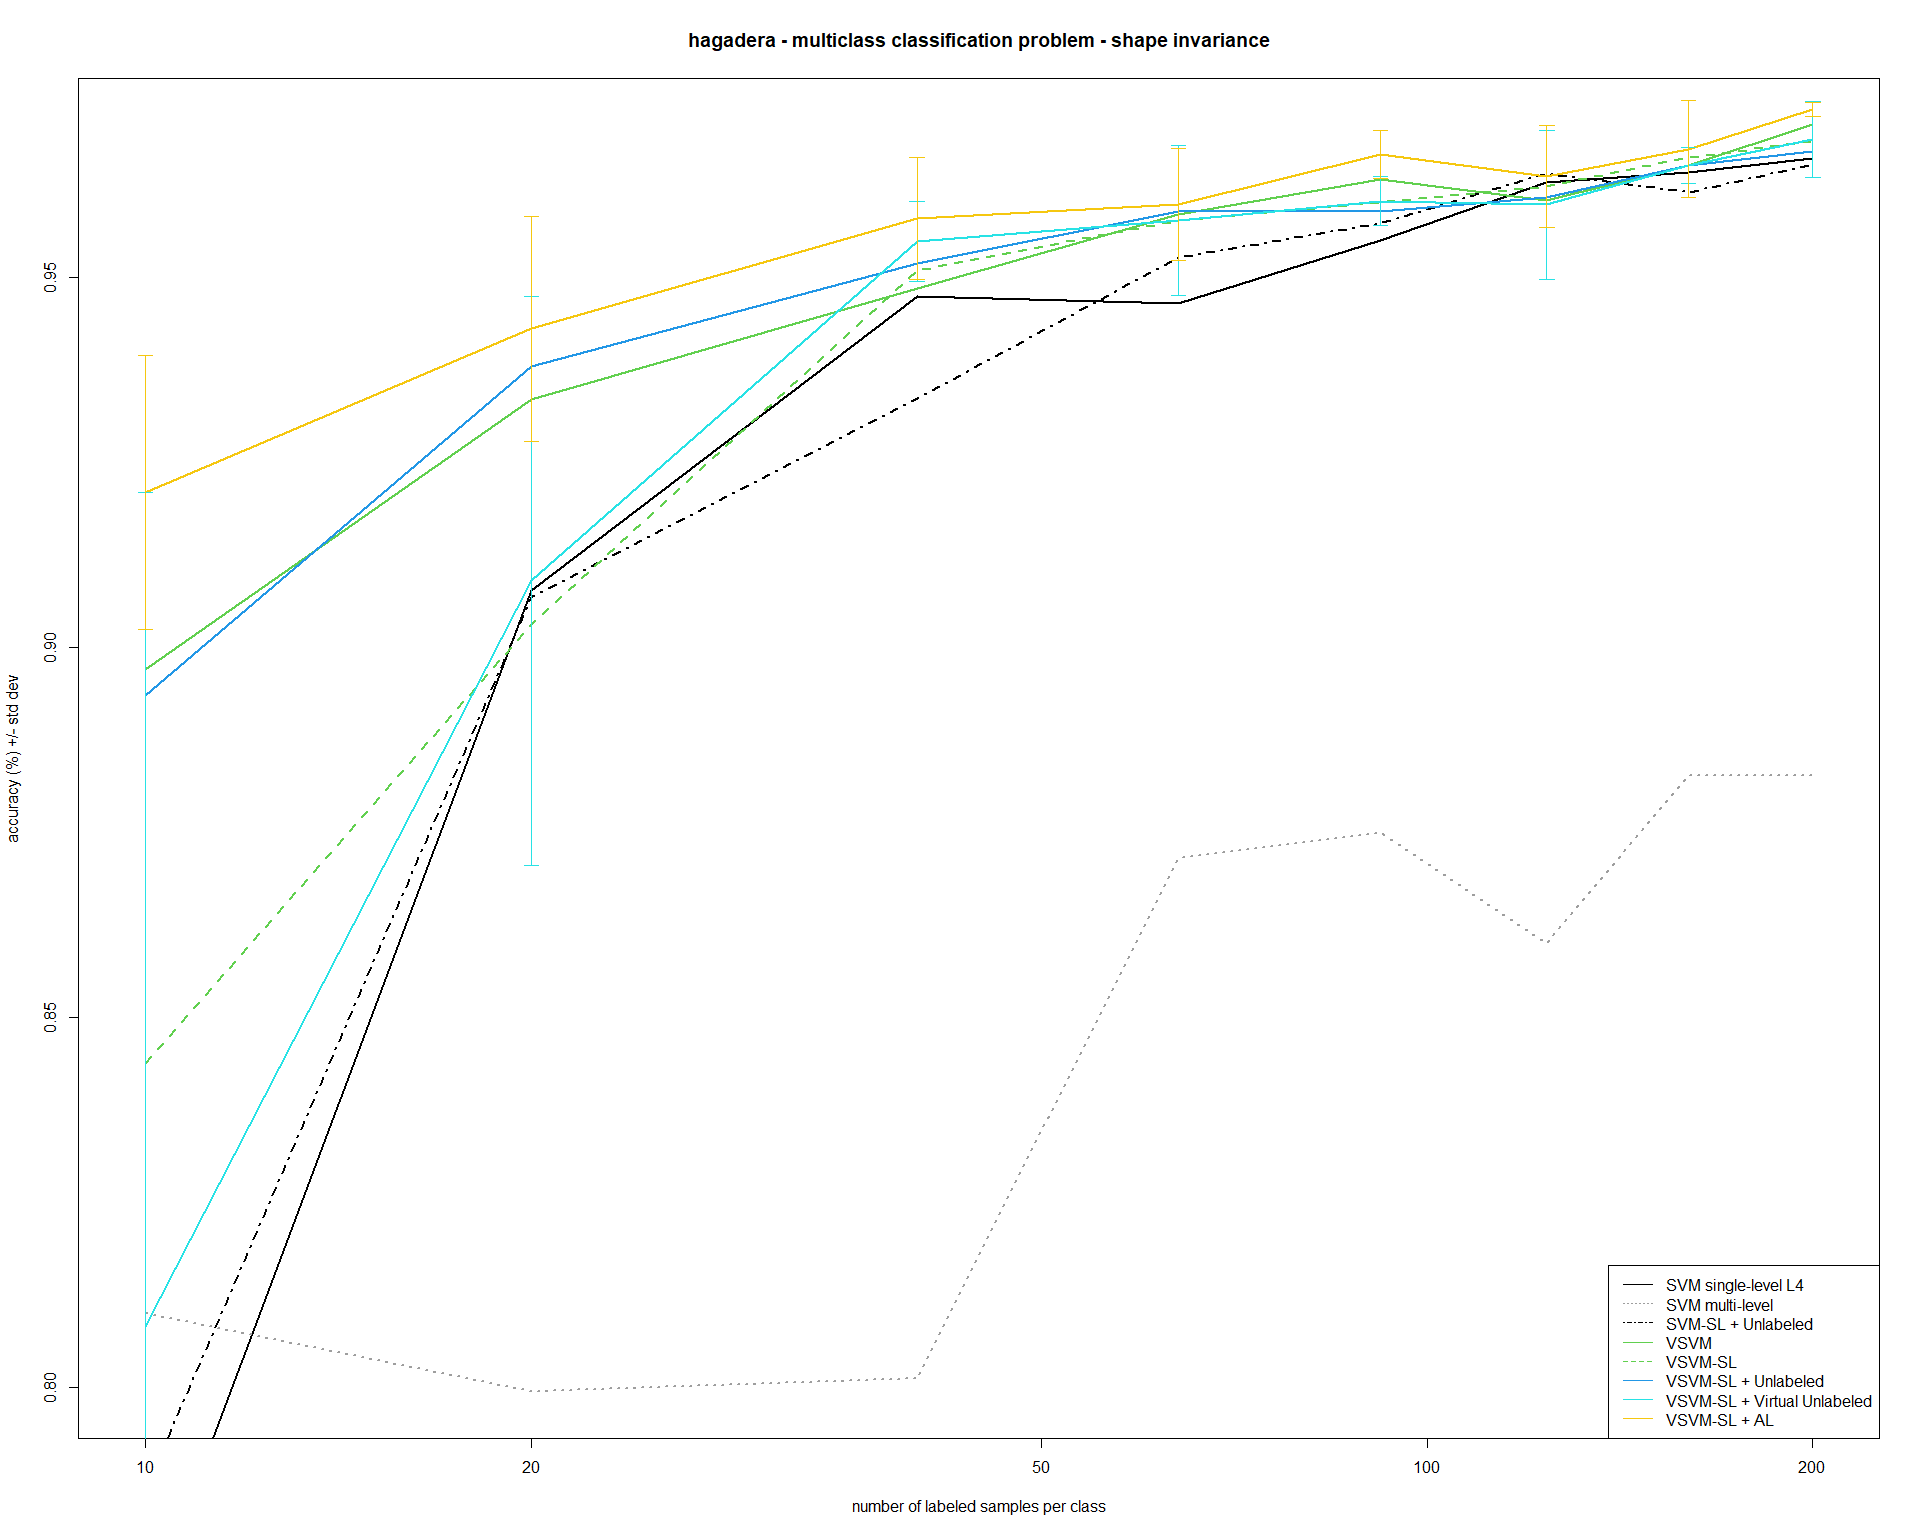 hagadera - multiclass classification problem - shape invariance
accuracy (%) +/- std dev
0.95
0.90
0.85
0.80
10
20
50
100
200
number of labeled samples per class
SVM single-level L4
SVM multi-level
SVM-SL + Unlabeled
VSVM
VSVM-SL
VSVM-SL + Unlabeled
VSVM-SL + Virtual Unlabeled
VSVM-SL + AL